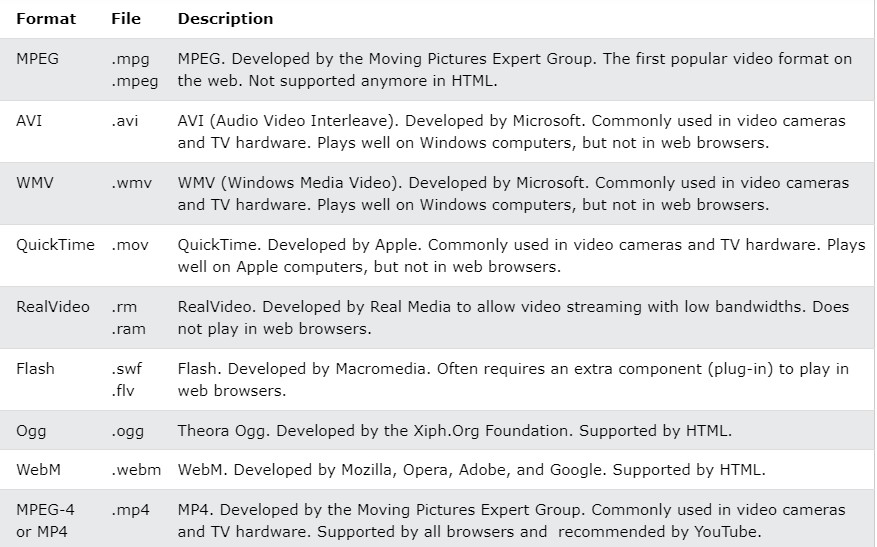 Format File Description
MPEG .mpg MPEG. Developed by the Moving Pictures Expert Group. The first popular video format on
.mpeg the web. Not supported anymore in HTML.
AVI .avi AVI (Audio Video Interleave). Developed by Microsoft. Commonly used in video cameras
and TV hardware. Plays well on Windows computers, but not in web browsers.
WMV .wmv WMV (Windows Media Video). Developed by Microsoft. Commonly used in video cameras
and TV hardware. Plays well on Windows computers, but not in web browsers.
QuickTime .mov QuickTime. Developed by Apple. Commonly used in video cameras and TV hardware. Plays
well on Apple computers, but not in web browsers.
RealVideo .rm RealVideo. Developed by Real Media to allow video streaming with low bandwidths. Does
.ram not play in web browsers.
Flash .swf Flash. Developed by Macromedia. Often requires an extra component (plug-in) to play in
.flv web browsers.
Ogg .ogg Theora Ogg. Developed by the Xiph.Org Foundation. Supported by HTML.
WebM .webm WebM. Developed by Mozilla, Opera, Adobe, and Google. Supported by HTML.
MPEG-4 .mp4 MP4. Developed by the Moving Pictures Expert Group. Commonly used in video cameras
or MP4 and TV hardware. Supported by all browsers and recommended by YouTube.